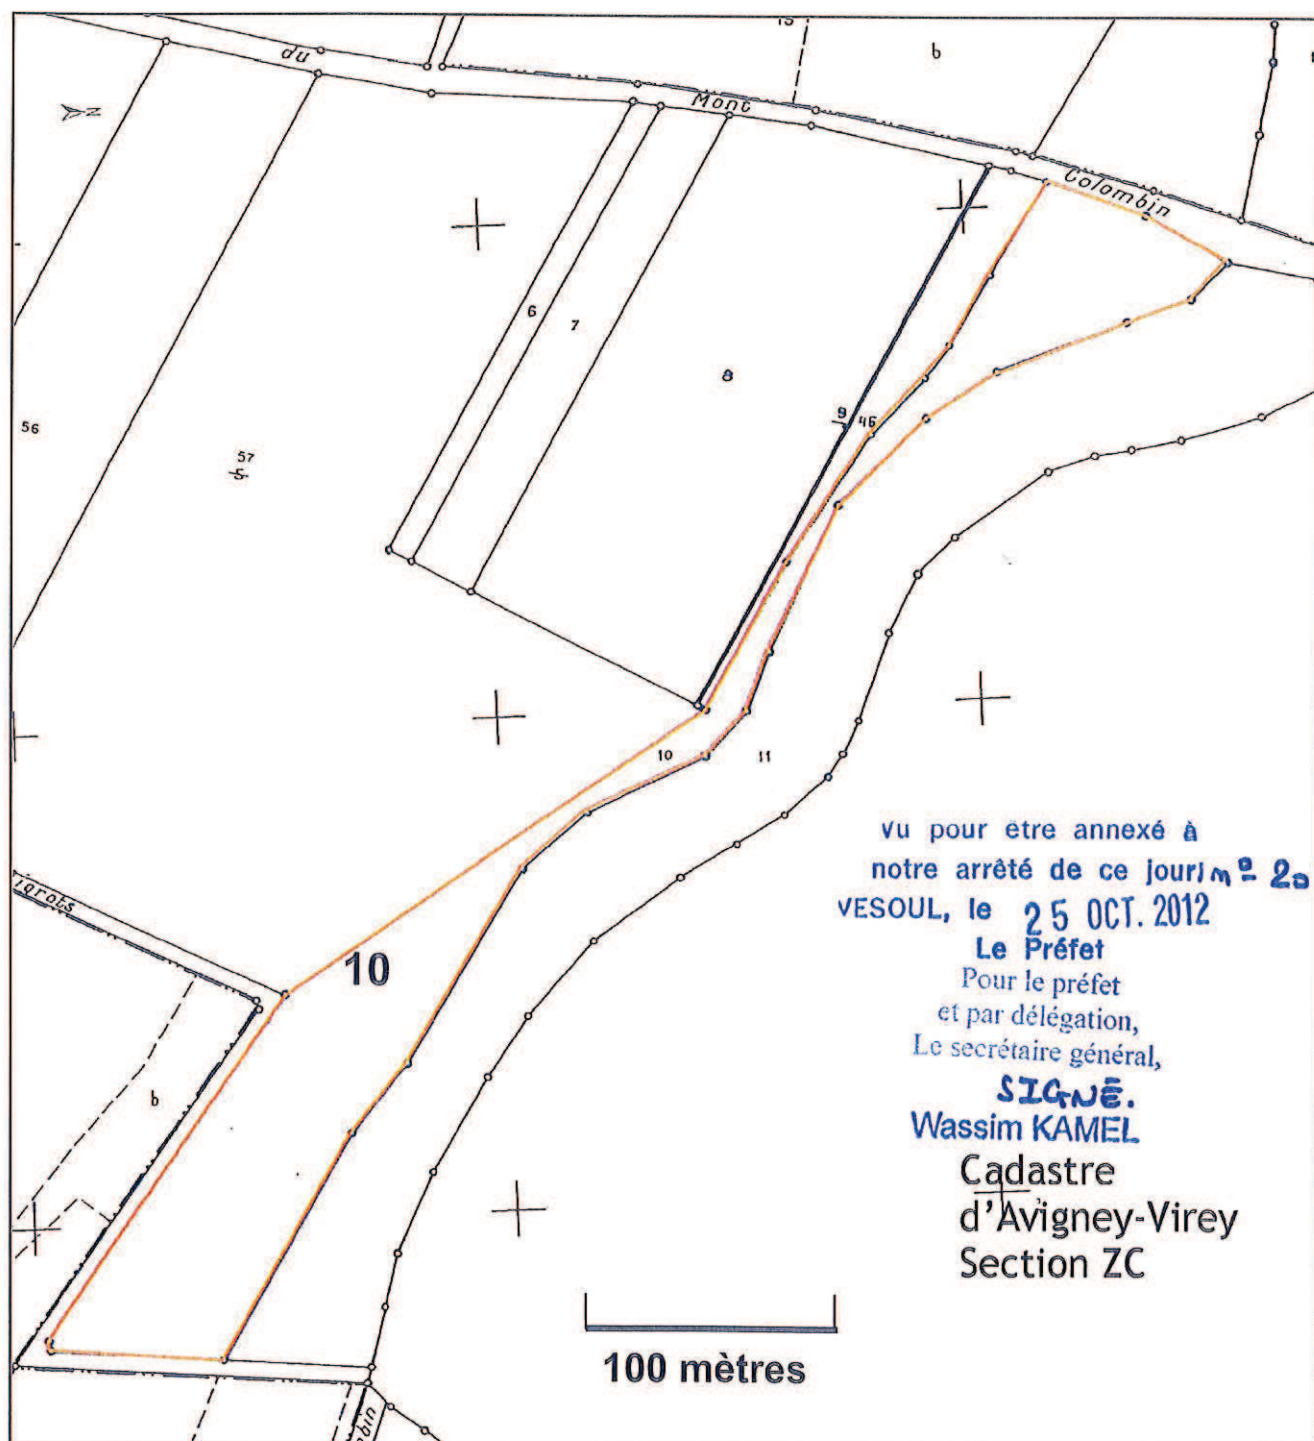 b
du
Mont
Colombin
N
6
7
8
9
46
56
57
5
10
11
10
b
vu pour être annexé à
notre arrêté de ce jour/ nº 20
VESOUL, le 25 OCT. 2012
Le Préfet
Pour le préfet
et par délégation,
Le secrétaire général,
SIGNÉ.
Wassim KAMEL
Cadastre
d'Avigney-Virey
Section ZC
100 mètres